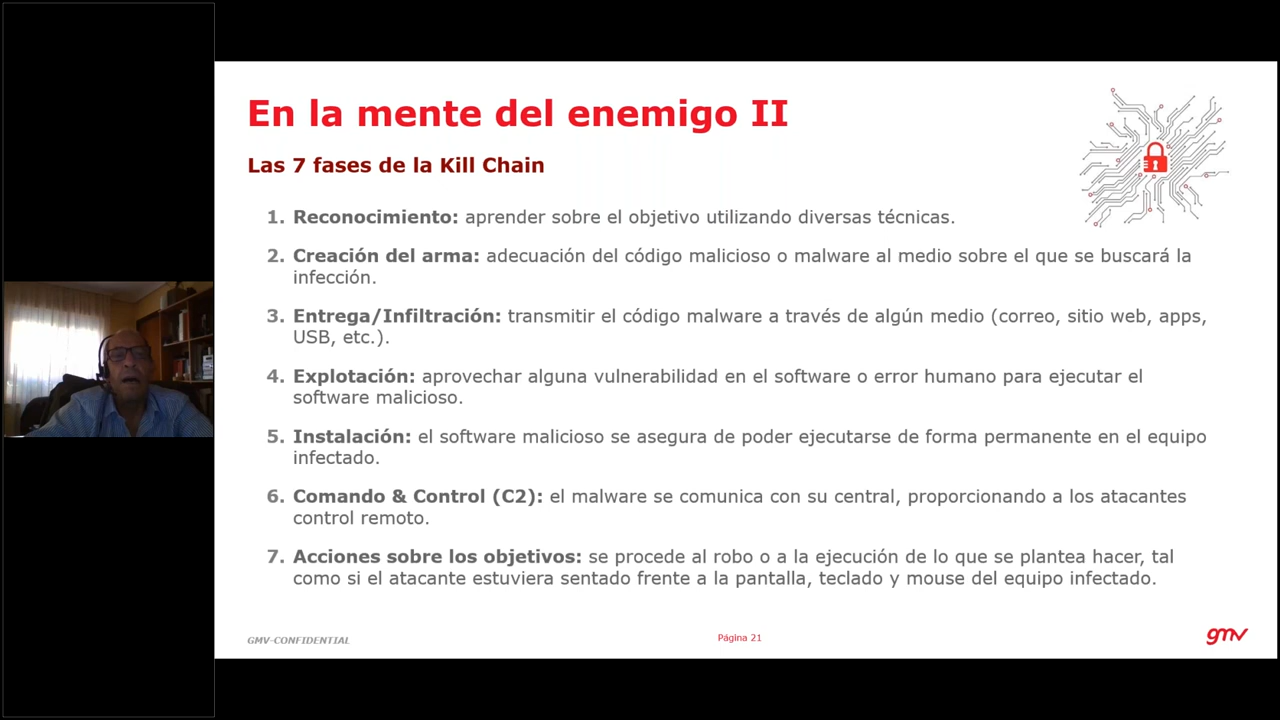 En la mente del enemigo II
Las 7 fases de la Kill Chain
1. Reconocimiento: aprender sobre el objetivo utilizando diversas técnicas.
2. Creación del arma: adecuación del código malicioso o malware al medio sobre el que se buscará la
infección.
3. Entrega/Infiltración: transmitir el código malware a través de algún medio (correo, sitio web, apps,
USB, etc.).
4. Explotación: aprovechar alguna vulnerabilidad en el software o error humano para ejecutar el
software malicioso.
5. Instalación: el software malicioso se asegura de poder ejecutarse de forma permanente en el equipo
infectado.
6. Comando & Control (C2): el malware se comunica con su central, proporcionando a los atacantes
control remoto.
7. Acciones sobre los objetivos: se procede al robo o a la ejecución de lo que se plantea hacer, tal
como si el atacante estuviera sentado frente a la pantalla, teclado y mouse del equipo infectado.
GMV-CONFIDENTIAL
Página 21
gmv